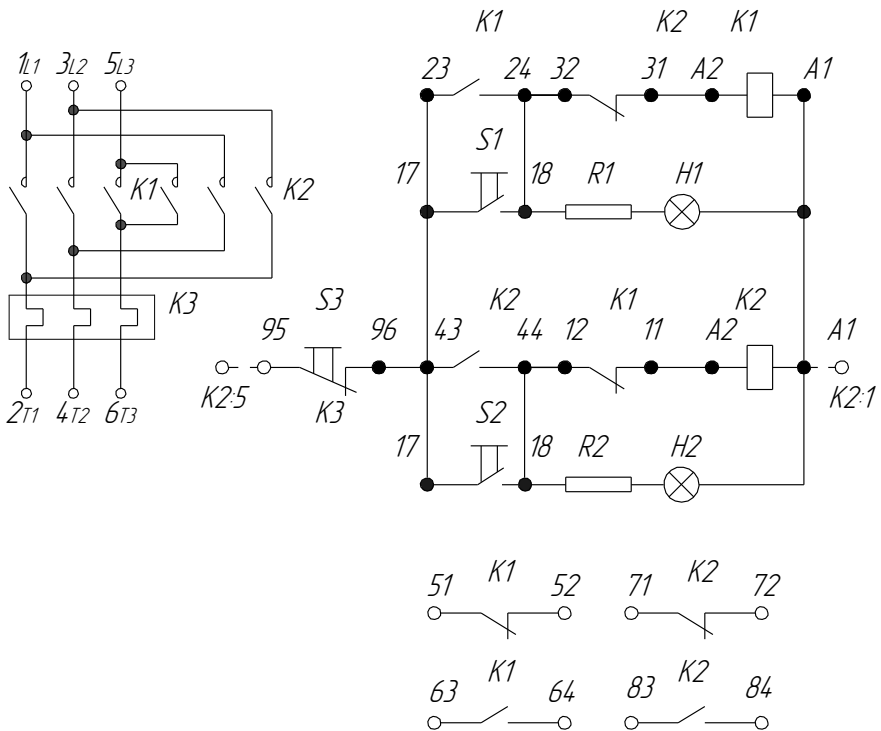 K1 K2 K1
1L1 3L2 5L3
23 24 32 31 A2 A1
S1
17 18 R1 H1
K1 K2
K3
S3 K2 K1 K2
95 96 43 44 12 11 A2 A1
K2:5 K3 K2:1
2T1 4T2 6T3
S2
17 18 R2 H2
K1 K2
51 52 71 72
K1 K2
63 64 83 84